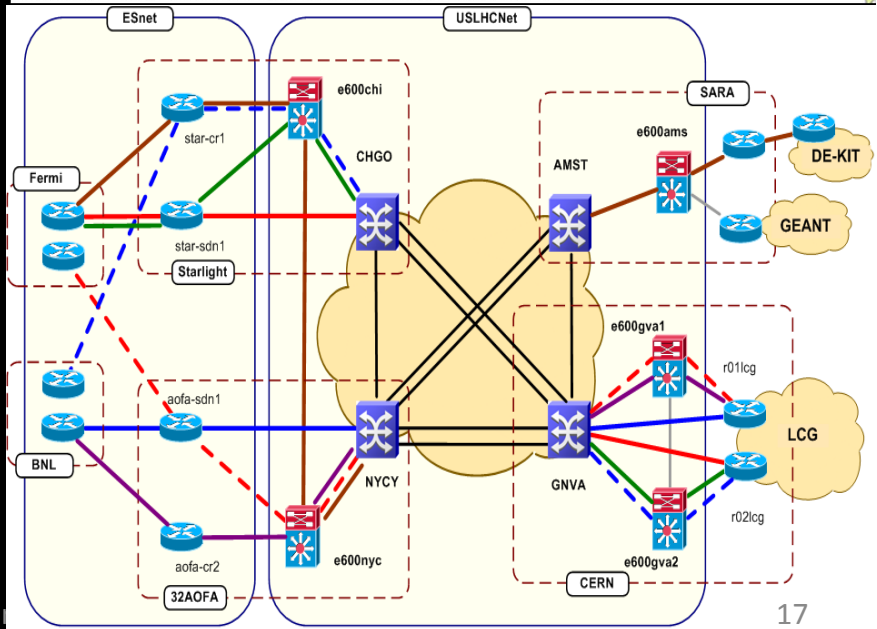 ESnet
USLHCNet
e600chi
SARA
e600ams
star-cr1
CHGO
AMST
DE-KIT
Fermi
GEANT
star-sdn1
Starlight
e600gva1
r01lcg
aofa-sdn1
LCG
BNL
NYCY
GNVA
r02lcg
e600nyc
e600gva2
aofa-cr2
CERN
32AOFA
17